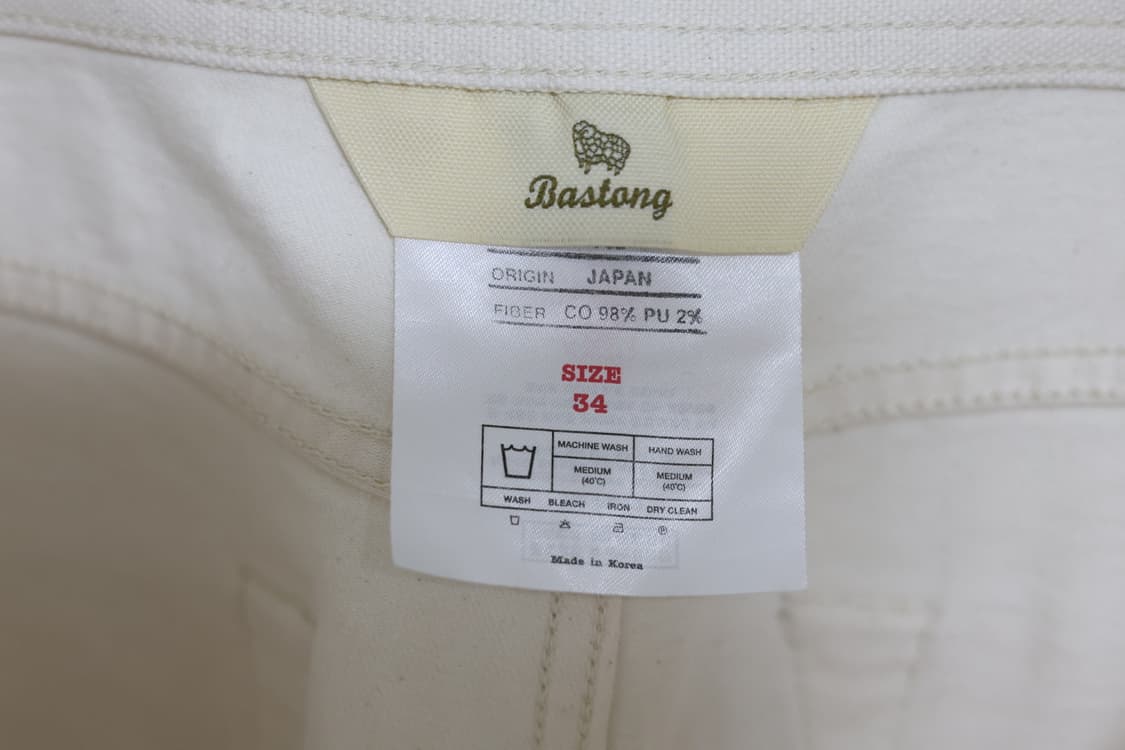 Bastong
ORIGIN JAPAN
FIBER CO 98% PU 2%
SIZE
34
MACHINE WASH HAND WASH
MEDIUM (40°C) MEDIUM (40°C)
WASH BLEACH IRON DRY CLEAN
Made in Korea